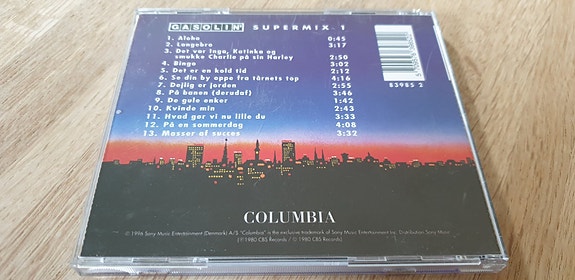 GASOLIN' SUPERMIX 1
1. Aloha 0:45
2. Langebro 3:17
3. Det var Inga, Katinka og
smukke Charlie på sin Harley 2:50
4. Bingo 3:02
5. Det er en kold tid 2:12
6. Se din by oppe fra tårnets top 4:16
7. Dejlig er jorden 2:55
8. På banen (derudaf) 3:46
9. De gule enker 1:42
10. Kvinde min 2:43
11. Hvad gør vi nu lille du 3:33
12. På en sommerdag 4:08
13. Masser af succes 3:32
83985 2
COLUMBIA
© 1996 Sony Music Entertainment (Denmark) A/S "Columbia" is the exclusive trademark of Sony Music Entertainment Inc. Distribution Sony Music
℗ 1980 CBS Records / © 1980 CBS Records